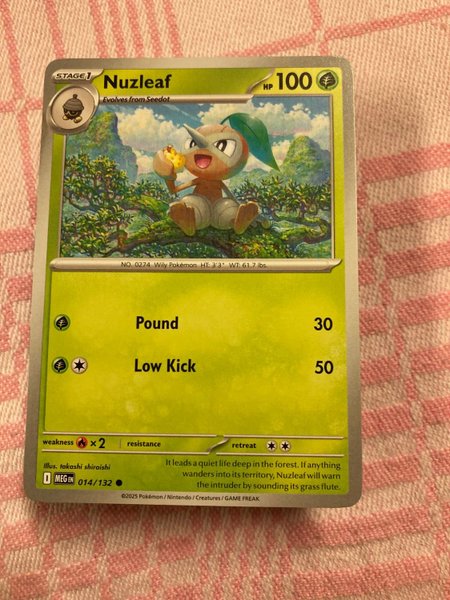 STAGE 1
Nuzleaf
HP 100
Evolves from Seedot
NO. 0274 Wily Pokémon HT: 3'3" WT: 61.7 lbs.
Pound 30
Low Kick 50
weakness ×2 resistance retreat
Illus. takashi shiroishi
MEG EN 014/132
It leads a quiet life deep in the forest. If anything
wanders into its territory, Nuzleaf will warn
the intruder by sounding its grass flute.
©2025 Pokémon / Nintendo / Creatures / GAME FREAK